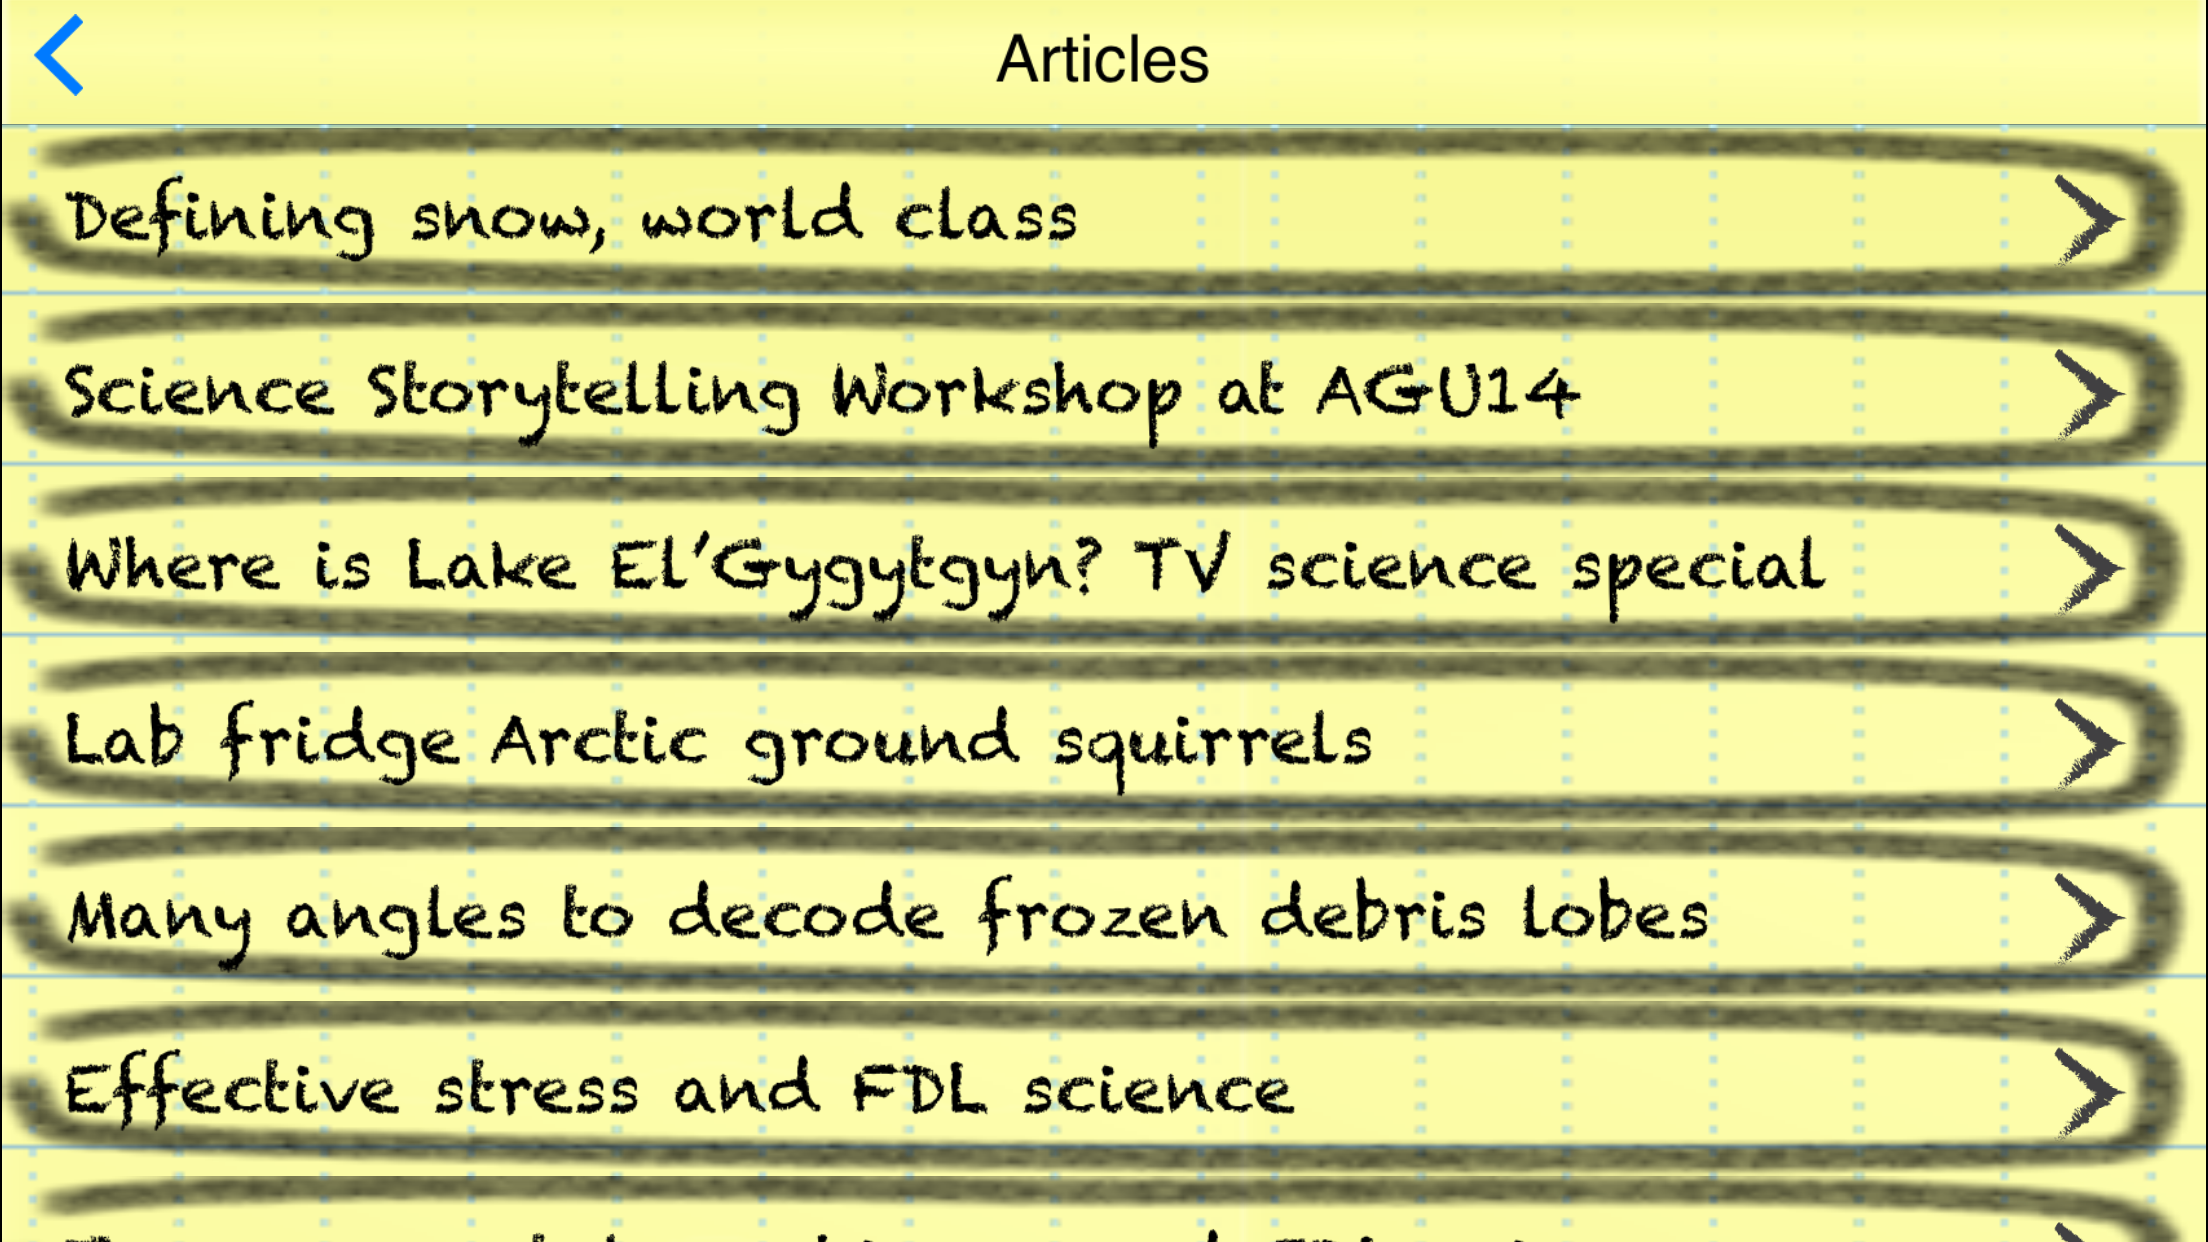 Articles
Defining snow, world class
Science Storytelling Workshop at AGU14
Where is Lake El'Gygytgyn? TV science special
Lab fridge Arctic ground squirrels
Many angles to decode frozen debris lobes
Effective stress and FDL science